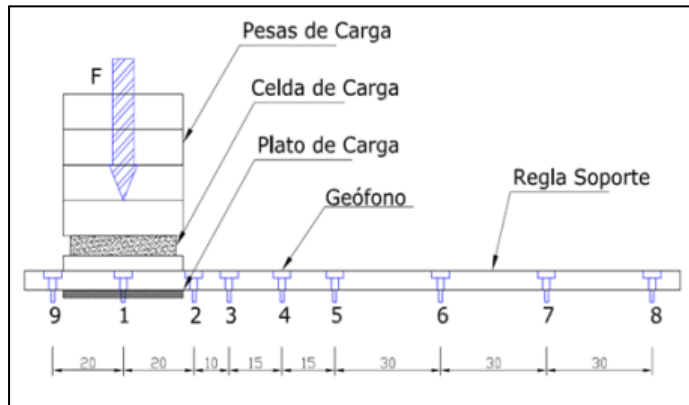 Pesas de Carga
F
Celda de Carga
Plato de Carga
Regla Soporte
Geófono
9 1 2 3 4 5 6 7 8
20 20 10 15 15 30 30 30